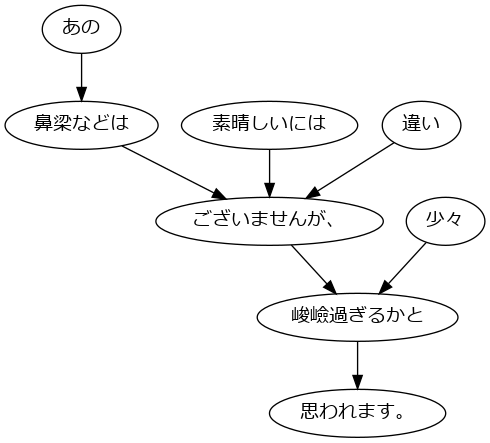 あの
鼻梁などは
素晴しいには
違い
ございませんが、
少々
峻嶮過ぎるかと
思われます。